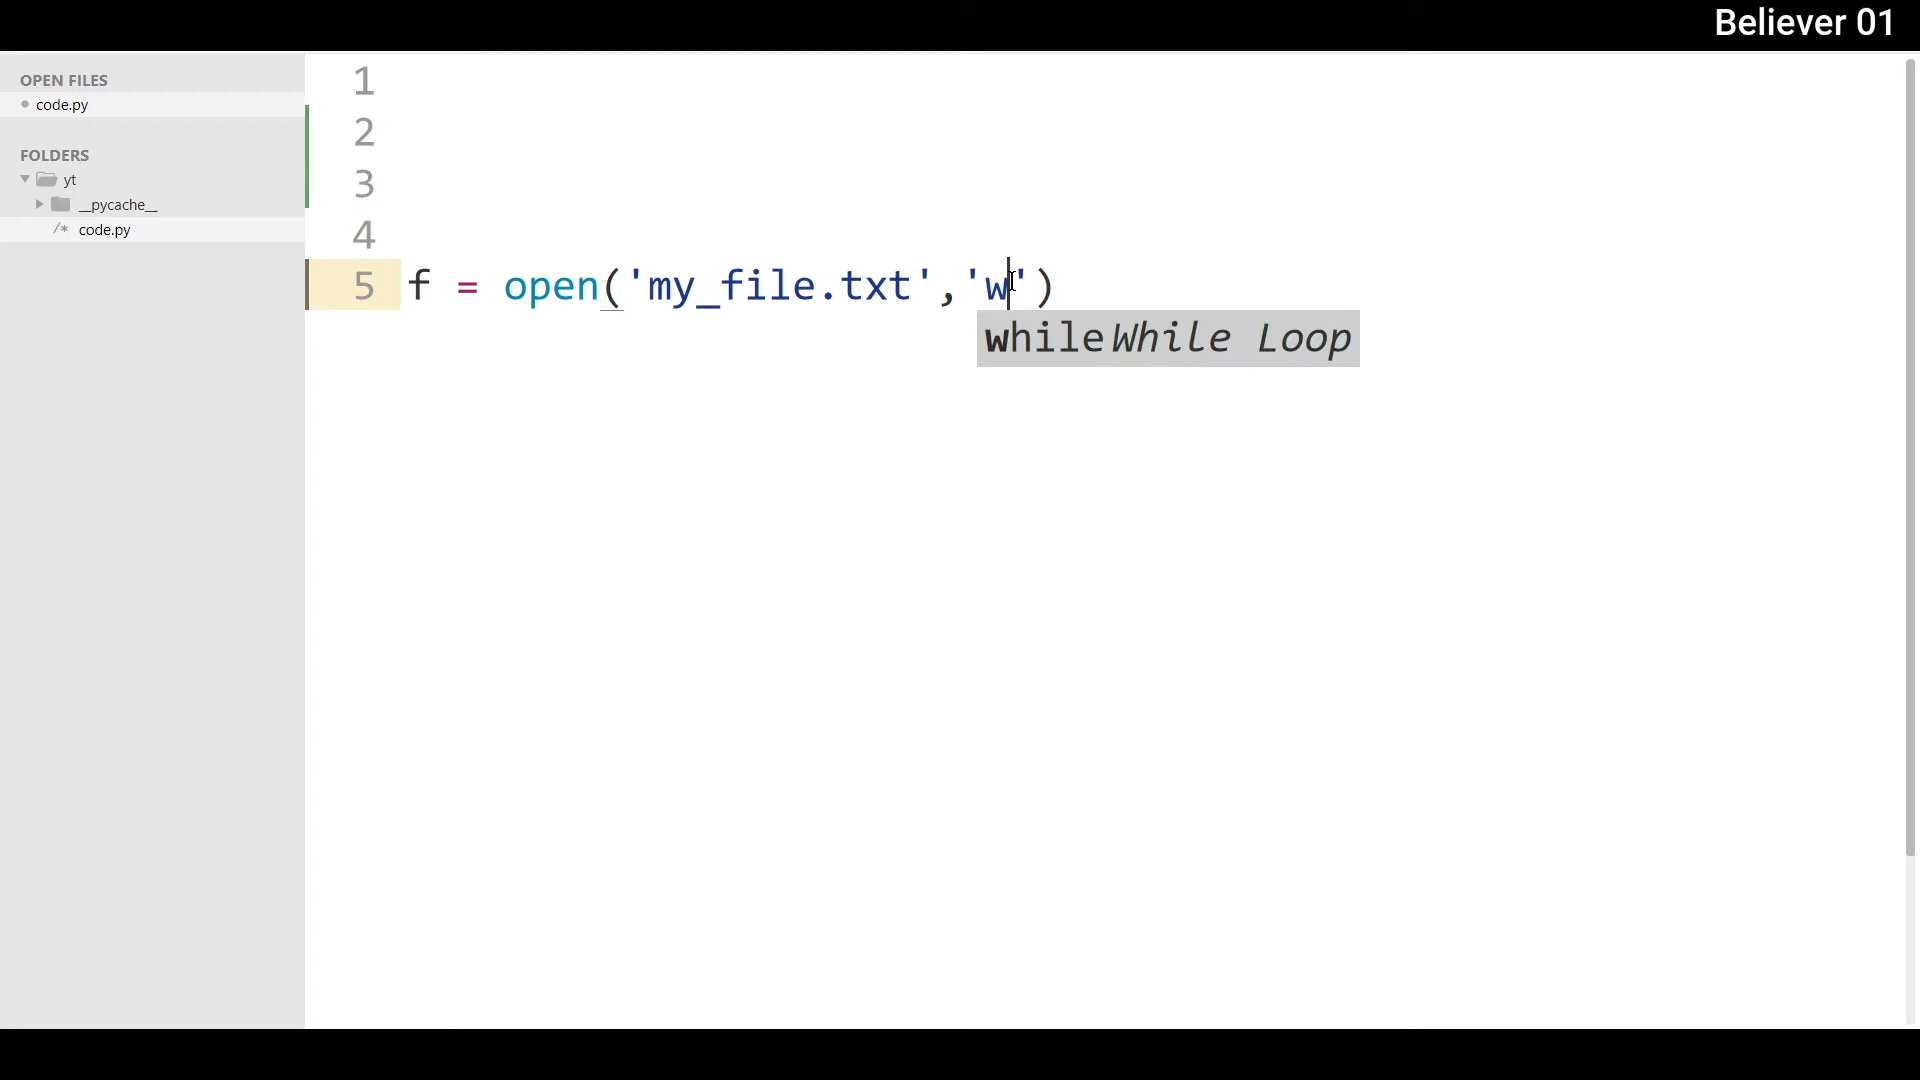 Believer 01
OPEN FILES
code.py
FOLDERS
yt
__pycache__
/* code.py
1
2
3
4
5 f = open('my_file.txt','w')
while While Loop